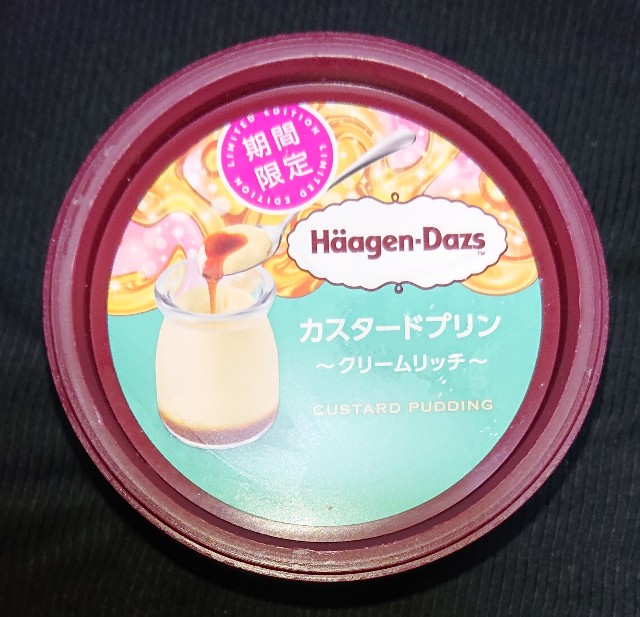 LIMITED EDITION LIMITED EDITION
期間
限定
Häagen-Dazs™
カスタードプリン
〜クリームリッチ〜
CUSTARD PUDDING